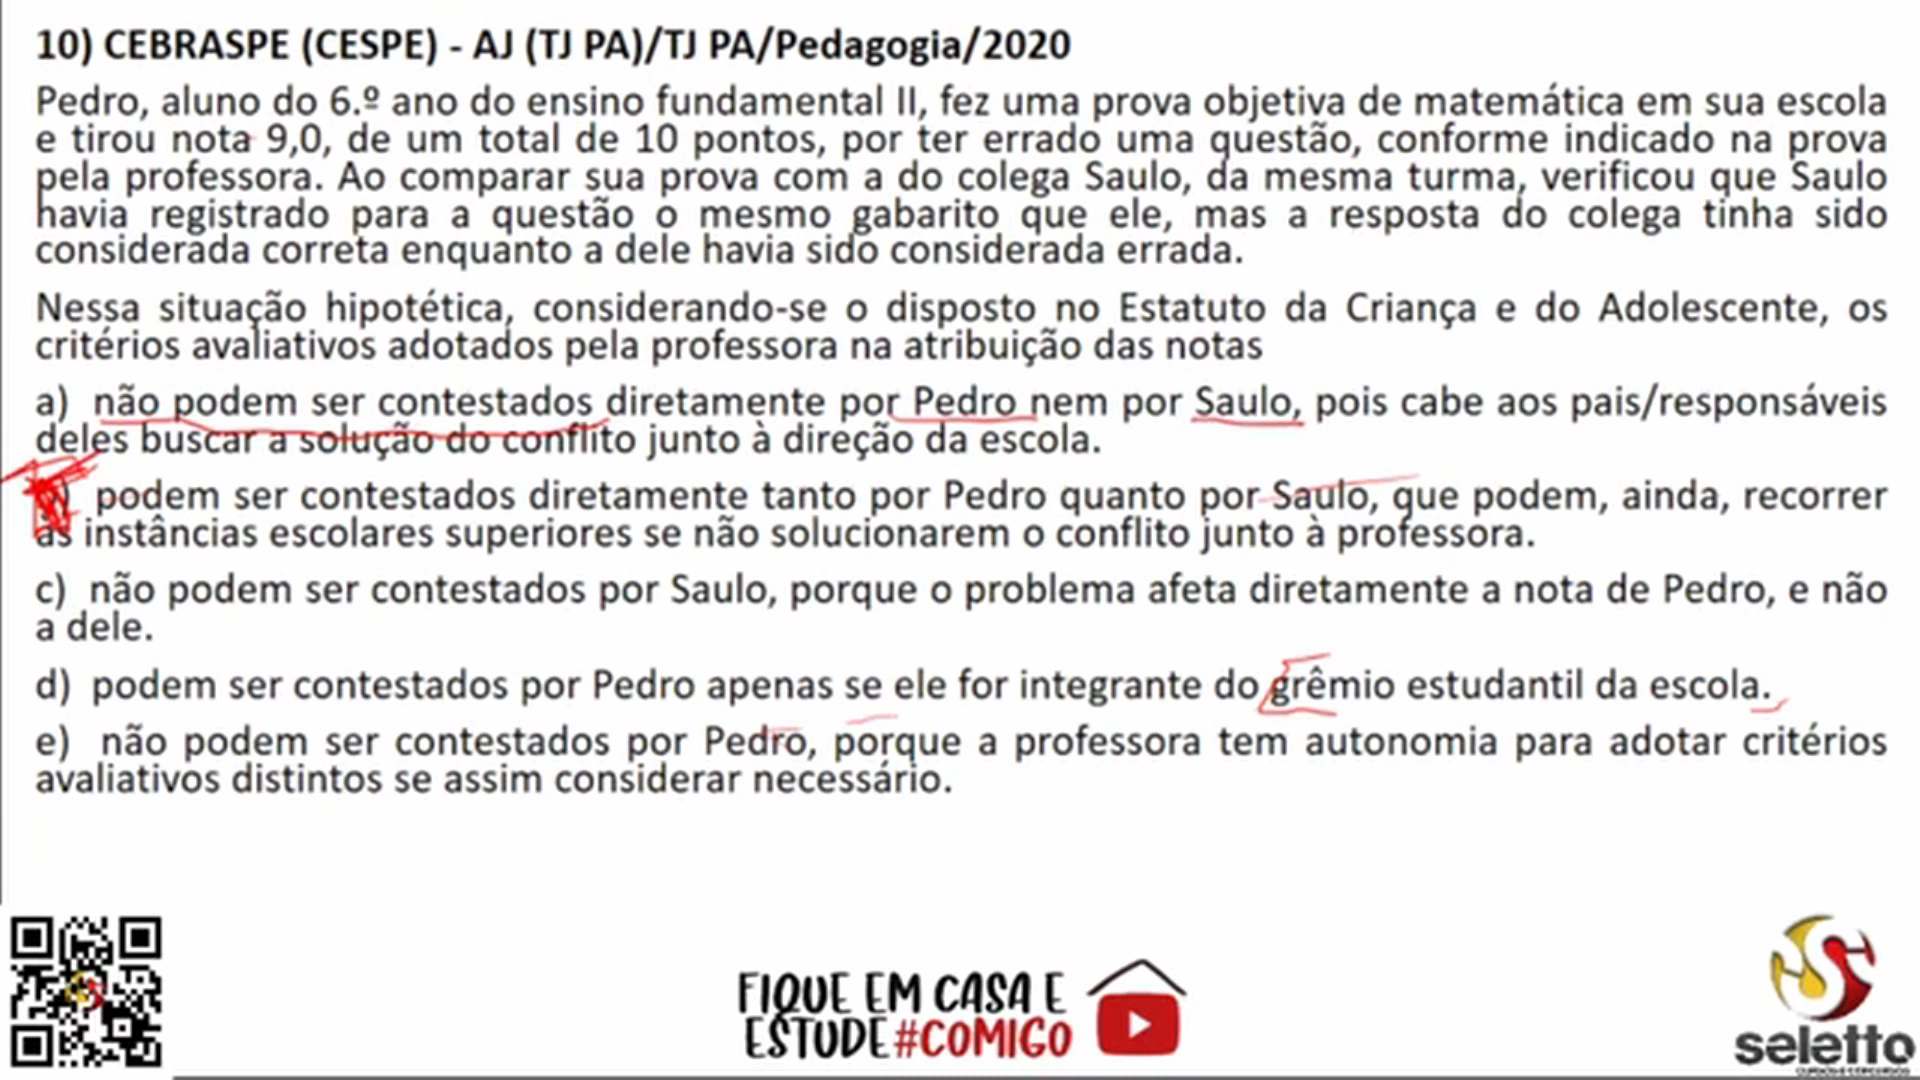 10) CEBRASPE (CESPE) - AJ (TJ PA)/TJ PA/Pedagogia/2020
Pedro, aluno do 6.º ano do ensino fundamental II, fez uma prova objetiva de matemática em sua escola
e tirou nota 9,0, de um total de 10 pontos, por ter errado uma questão, conforme indicado na prova
pela professora. Ao comparar sua prova com a do colega Saulo, da mesma turma, verificou que Saulo
havia registrado para a questão o mesmo gabarito que ele, mas a resposta do colega tinha sido
considerada correta enquanto a dele havia sido considerada errada.
Nessa situação hipotética, considerando-se o disposto no Estatuto da Criança e do Adolescente, os
critérios avaliativos adotados pela professora na atribuição das notas
a) não podem ser contestados diretamente por Pedro nem por Saulo, pois cabe aos pais/responsáveis
deles buscar a solução do conflito junto à direção da escola.
podem ser contestados diretamente tanto por Pedro quanto por Saulo, que podem, ainda, recorrer
às instâncias escolares superiores se não solucionarem o conflito junto à professora.
c) não podem ser contestados por Saulo, porque o problema afeta diretamente a nota de Pedro, e não
a dele.
d) podem ser contestados por Pedro apenas se ele for integrante do grêmio estudantil da escola.
e) não podem ser contestados por Pedro, porque a professora tem autonomia para adotar critérios
avaliativos distintos se assim considerar necessário.
FIQUE EM CASA E
ESTUDE #COMIGO
seletto